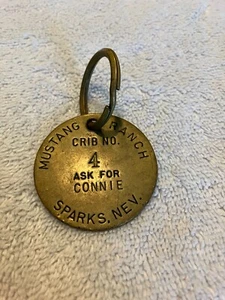 MUSTANG RANCH
CRIB NO.
4
ASK FOR
CONNIE
SPARKS, NEV.